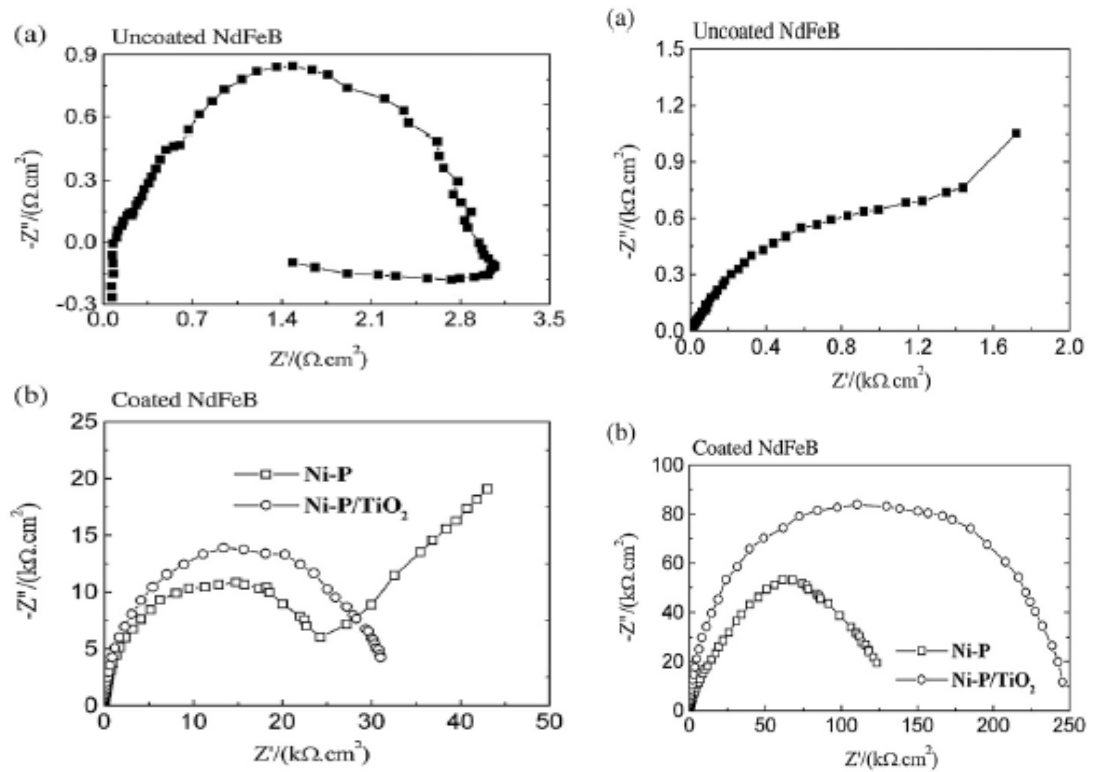 (a)
Uncoated NdFeB
0.9
0.6
0.3
0.0
-0.3
-Z"/(Ω.cm²)
0.0 0.7 1.4 2.1 2.8 3.5
Z'/(Ω.cm²)
(b)
Coated NdFeB
25
20
15
10
5
0
-Z"/(kΩ.cm²)
Ni-P
Ni-P/TiO₂
0 10 20 30 40 50
Z'/(kΩ.cm²)
(a)
Uncoated NdFeB
1.5
1.2
0.9
0.6
0.3
0.0
-Z"/(kΩ.cm²)
0.0 0.4 0.8 1.2 1.6 2.0
Z'/(kΩ.cm²)
(b)
Coated NdFeB
100
80
60
40
20
0
-Z"/(kΩ.cm²)
Ni-P
Ni-P/TiO₂
0 50 100 150 200 250
Z'/(kΩ.cm²)